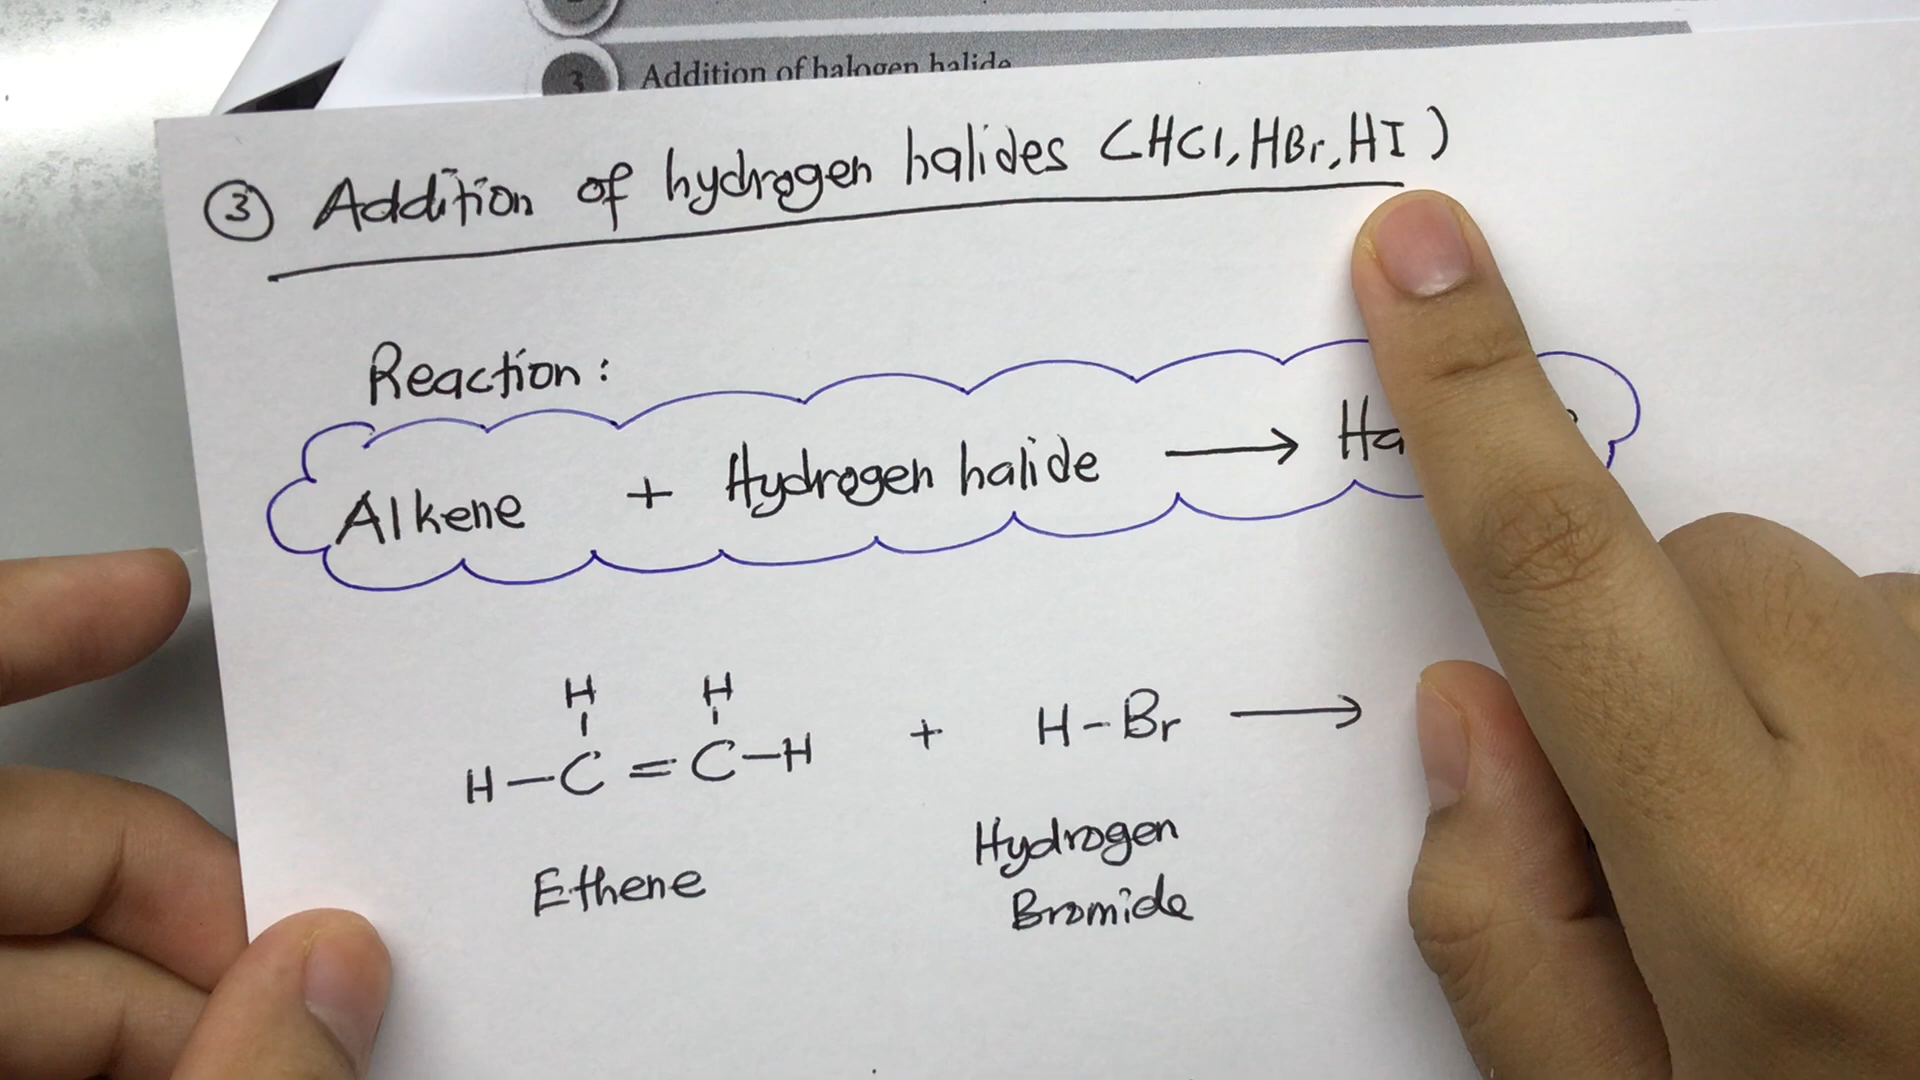 3 Addition of halogen halide
③ Addition of hydrogen halides (HCl, HBr, HI)
Reaction:
Alkene + Hydrogen halide ⟶
H H
H—C=C—H + H-Br ⟶
Ethene
Hydrogen
Bromide